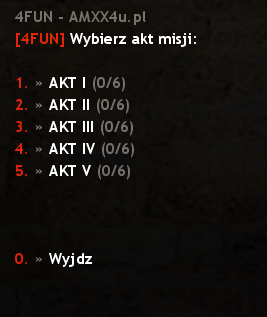 4FUN - AMXX4u.pl
[4FUN] Wybierz akt misji:
1. » AKT I (0/6)
2. » AKT II (0/6)
3. » AKT III (0/6)
4. » AKT IV (0/6)
5. » AKT V (0/6)
0. » Wyjdz